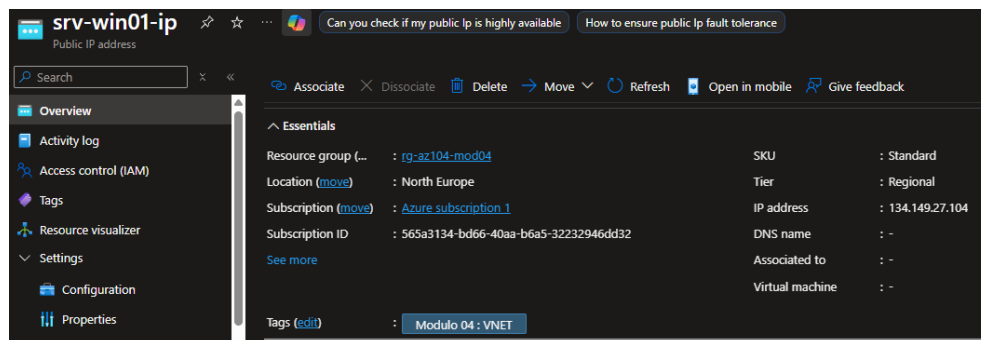 srv-win01-ip
Public IP address
Can you check if my public Ip is highly available
How to ensure public Ip fault tolerance
Search
Associate Dissociate Delete Move Refresh Open in mobile Give feedback
Overview
Activity log
Access control (IAM)
Tags
Resource visualizer
Settings
Configuration
Properties
Essentials
Resource group (... : rg-az104-mod04
Location (move) : North Europe
Subscription (move) : Azure subscription 1
Subscription ID : 565a3134-bd66-40aa-b6a5-32232946dd32
See more
SKU : Standard
Tier : Regional
IP address : 134.149.27.104
DNS name : -
Associated to : -
Virtual machine : -
Tags (edit) : Modulo 04 : VNET